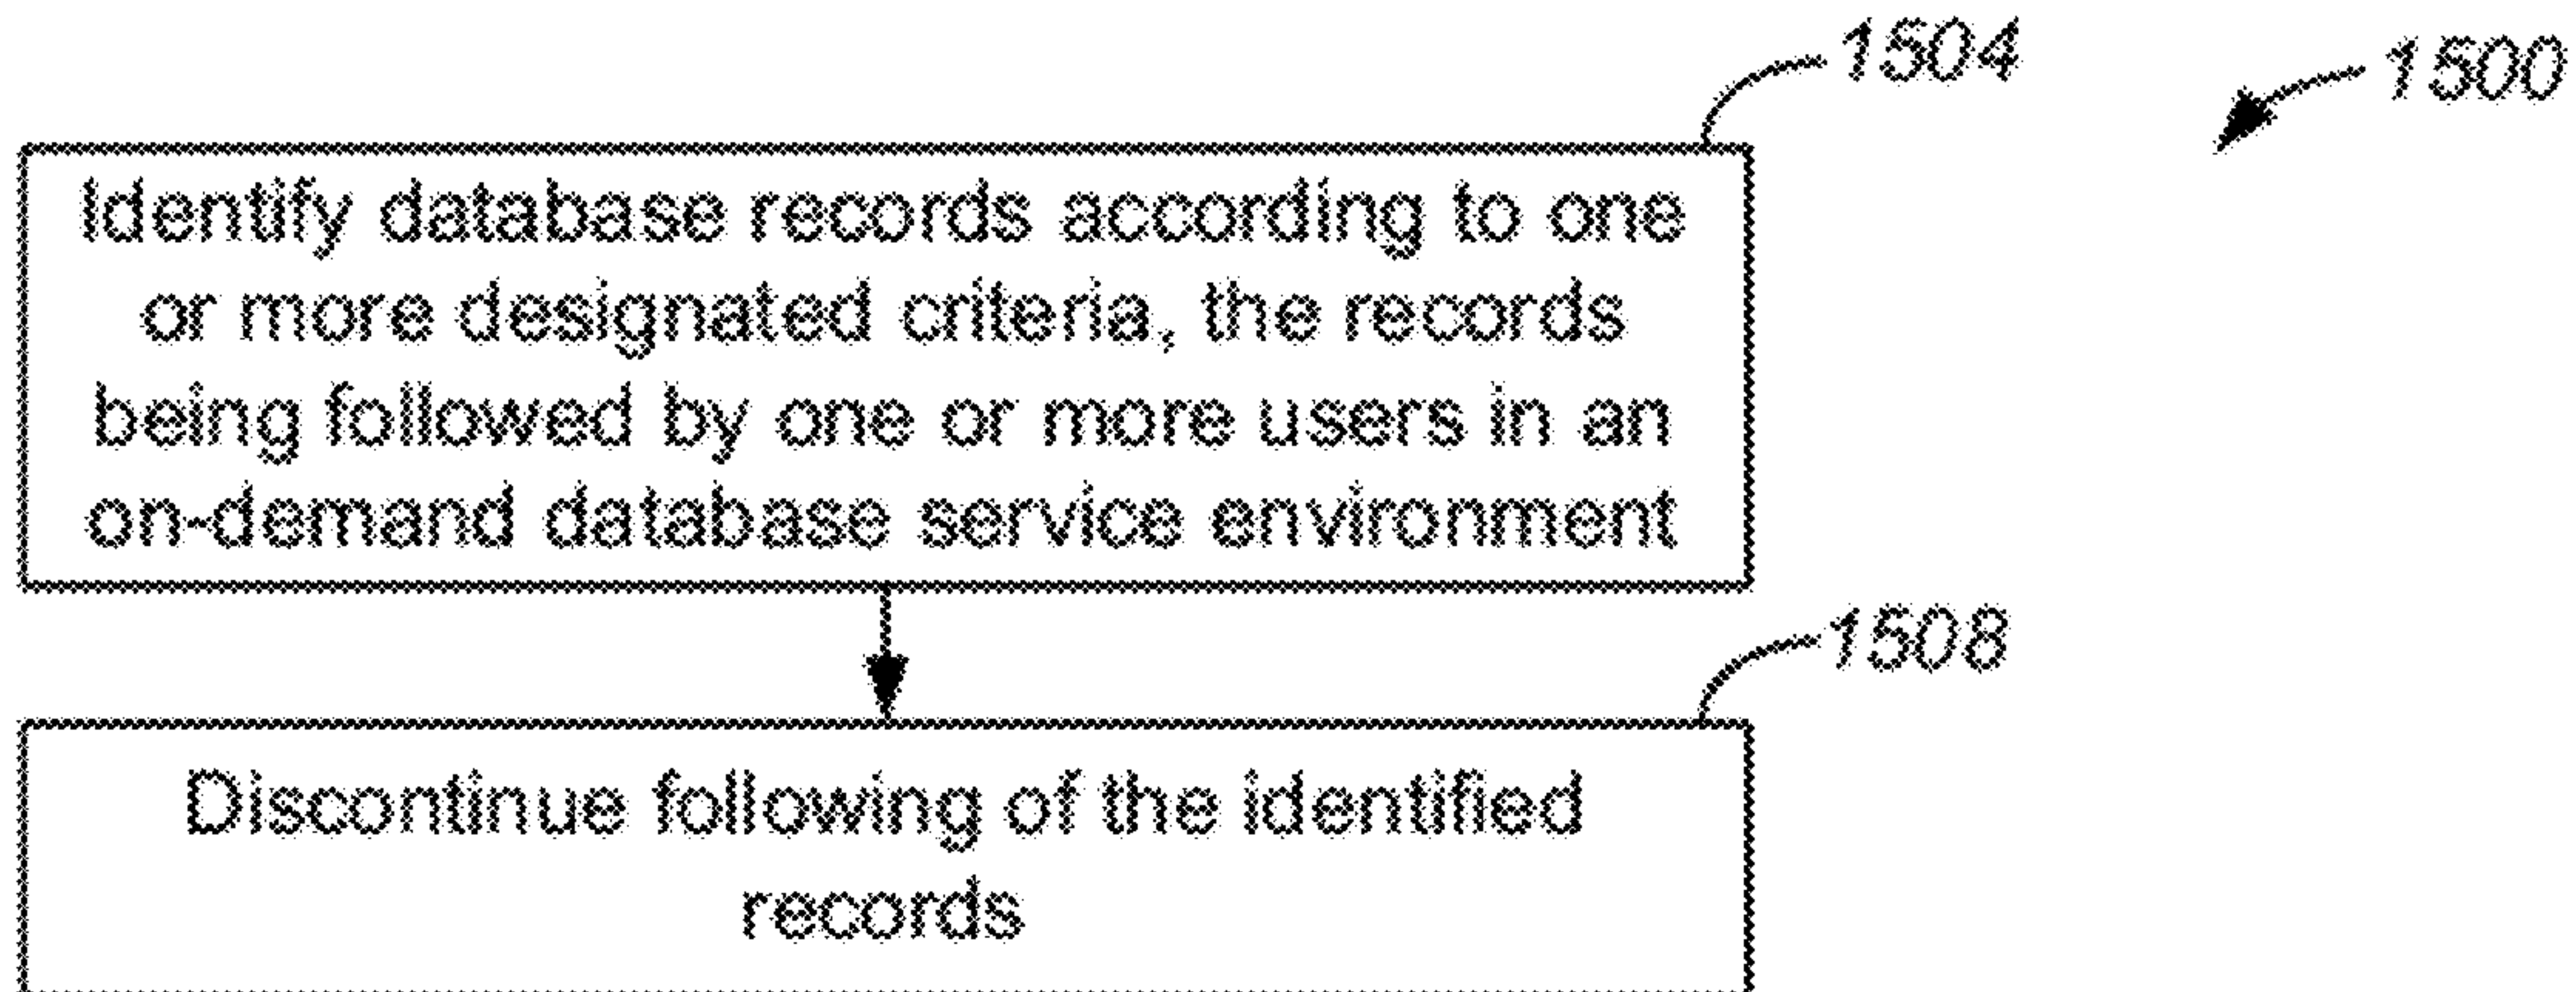 1504
1500
Identify database records according to one
or more designated criteria, the records
being followed by one or more users in an
on-demand database service environment
1508
Discontinue following of the identified
records